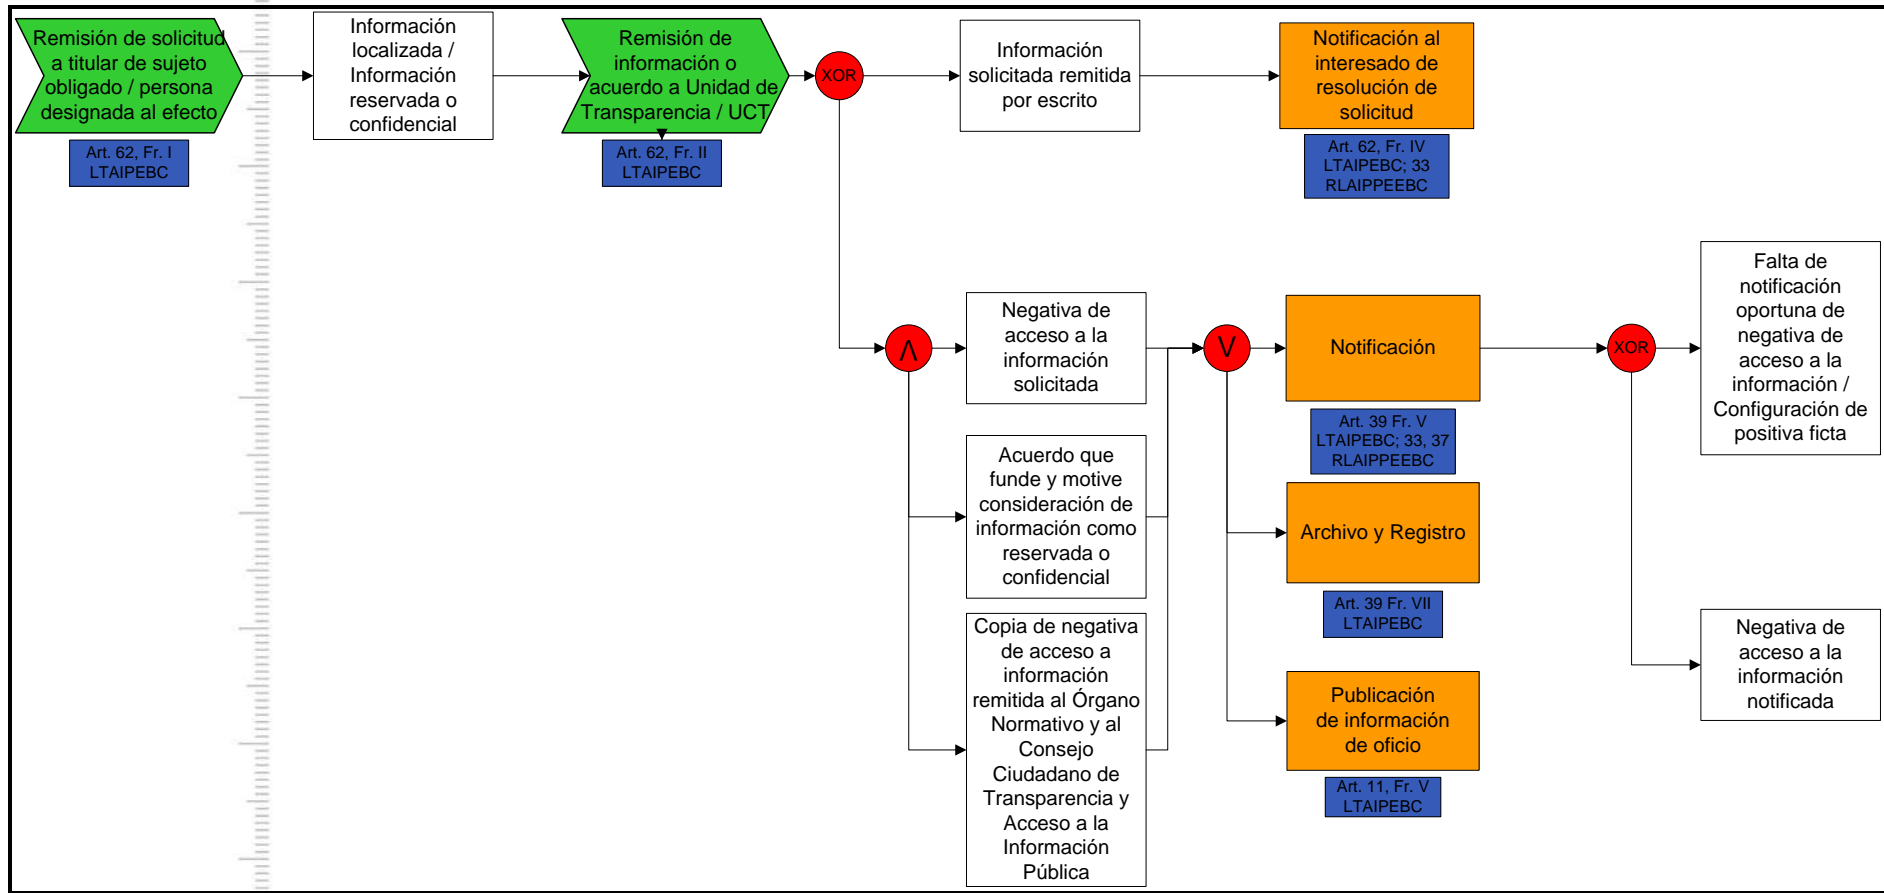 Remisión de solicitud
a titular de sujeto
obligado / persona
designada al efecto
Art. 62, Fr. I
LTAIPEBC
Información
localizada /
Información
reservada o
confidencial
Remisión de
información o
acuerdo a Unidad de
Transparencia / UCT
Art. 62, Fr. II
LTAIPEBC
XOR
Información
solicitada remitida
por escrito
Notificación al
interesado de
resolución de
solicitud
Art. 62, Fr. IV
LTAIPEBC; 33
RLAIPPEEBC
Λ
Negativa de
acceso a la
información
solicitada
Acuerdo que
funde y motive
consideración de
información como
reservada o
confidencial
Copia de negativa
de acceso a
información
remitida al Órgano
Normativo y al
Consejo
Ciudadano de
Transparencia y
Acceso a la
Información
Pública
V
Notificación
Art. 39 Fr. V
LTAIPEBC; 33, 37
RLAIPPEEBC
Archivo y Registro
Art. 39 Fr. VII
LTAIPEBC
Publicación
de información
de oficio
Art. 11, Fr. V
LTAIPEBC
XOR
Falta de
notificación
oportuna de
negativa de
acceso a la
información /
Configuración de
positiva ficta
Negativa de
acceso a la
información
notificada